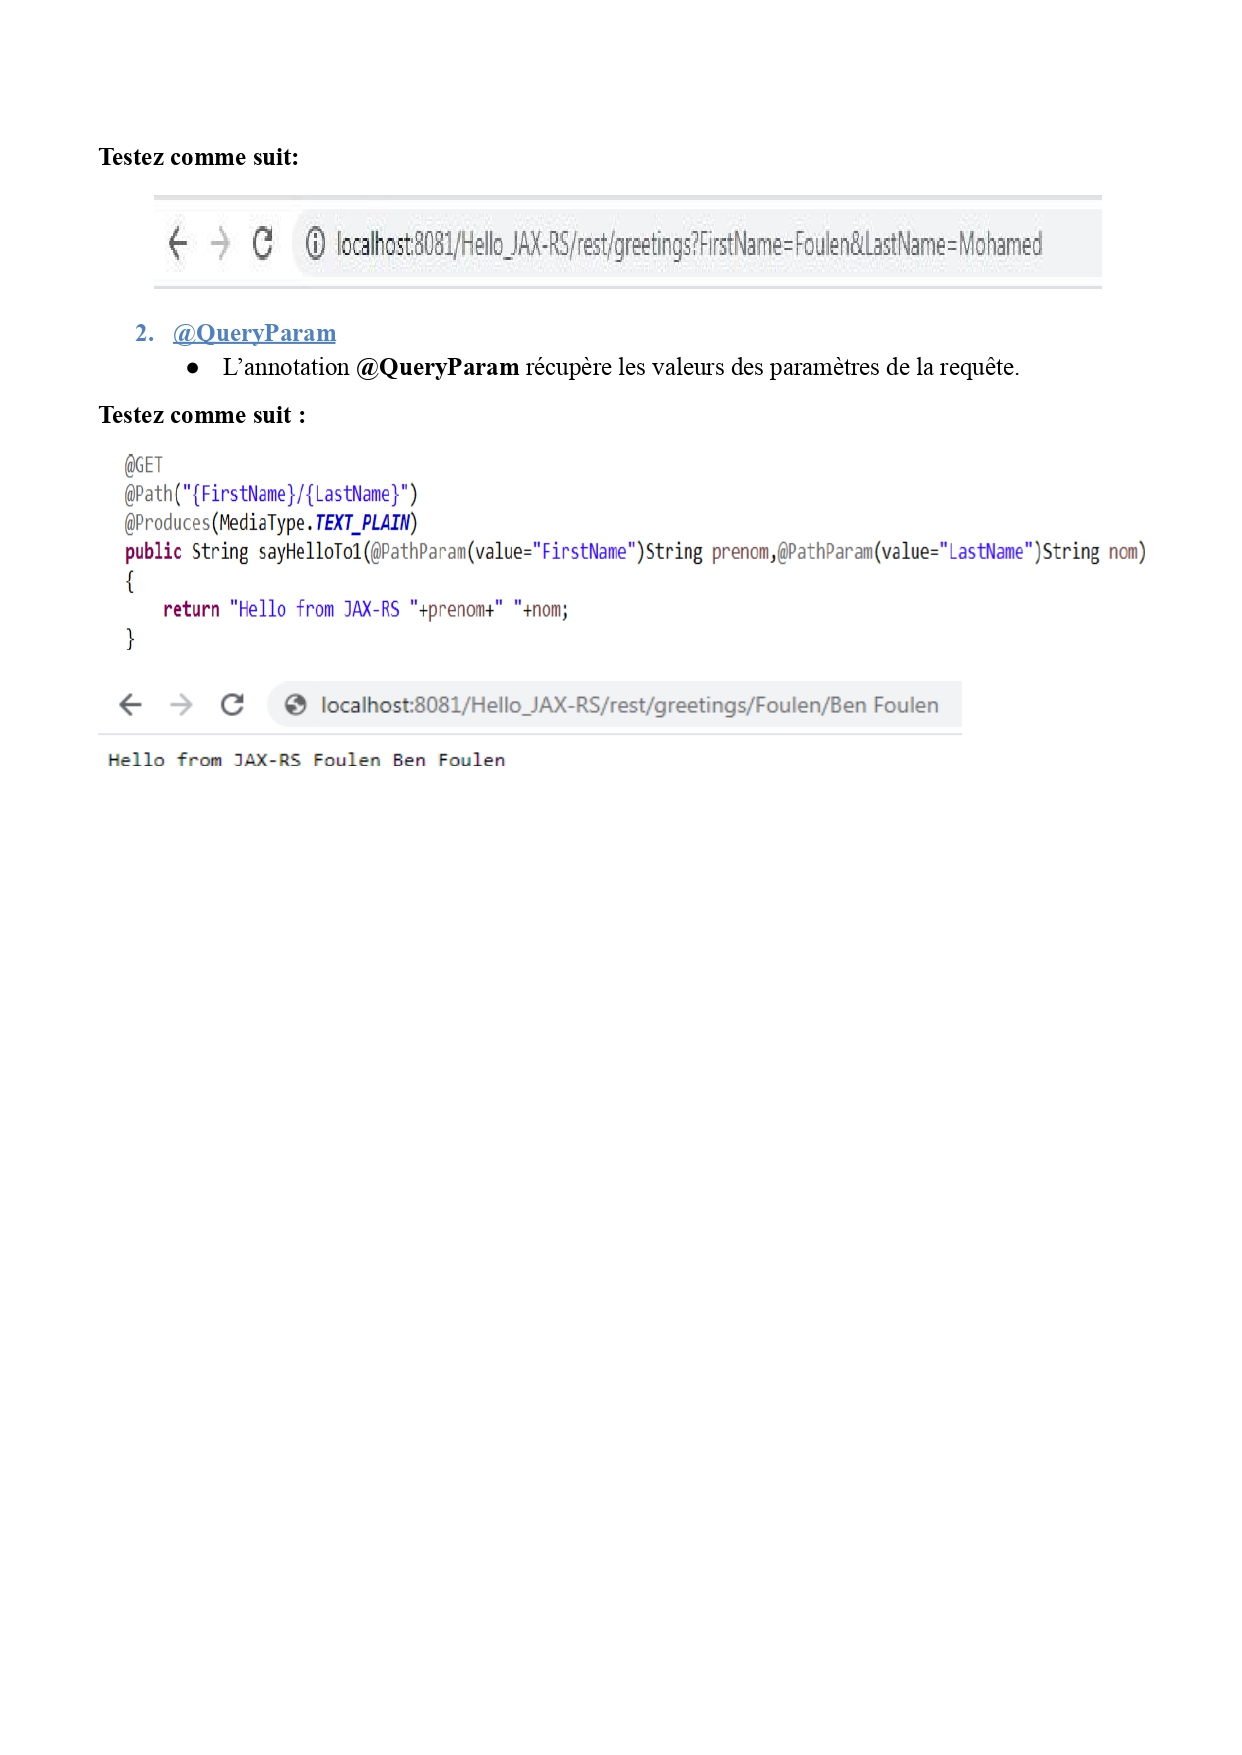 Testez comme suit:
localhost:8081/Hello_JAX-RS/rest/greetings?FirstName=Foulen&LastName=Mohamed
2. @QueryParam
● L’annotation @QueryParam récupère les valeurs des paramètres de la requête.
Testez comme suit :
@GET
@Path("{FirstName}/{LastName}")
@Produces(MediaType.TEXT_PLAIN)
public String sayHelloTo1(@PathParam(value="FirstName")String prenom,@PathParam(value="LastName")String nom)
{
return "Hello from JAX-RS "+prenom+" "+nom;
}
localhost:8081/Hello_JAX-RS/rest/greetings/Foulen/Ben Foulen
Hello from JAX-RS Foulen Ben Foulen